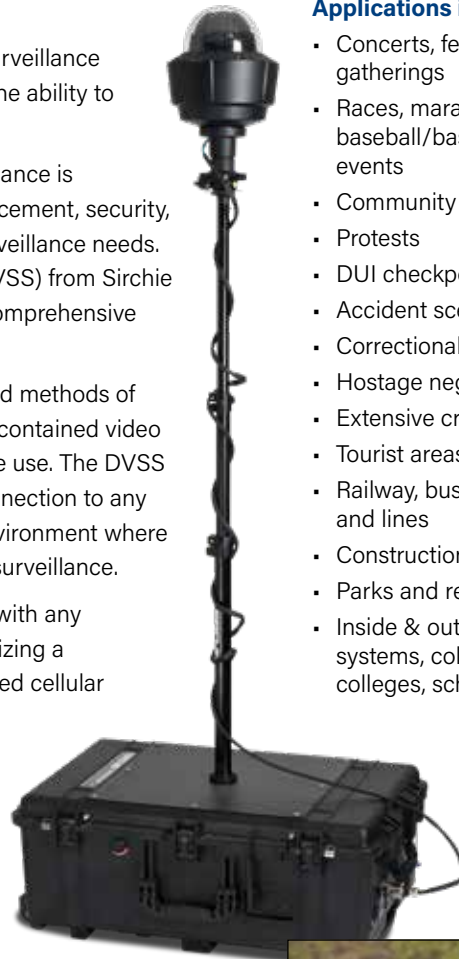 rveillance
ne ability to
ance is
cement, security,
veillance needs.
VSS) from Sirchie
omprehensive
d methods of
contained video
e use. The DVSS
nection to any
vironment where
surveillance.
with any
izing a
ed cellular
Applications i
• Concerts, fe
gatherings
• Races, mara
baseball/bas
events
• Community
• Protests
• DUI checkpo
• Accident sce
• Correctional
• Hostage neg
• Extensive cr
• Tourist areas
• Railway, bus
and lines
• Construction
• Parks and re
• Inside & out
systems, col
colleges, sch